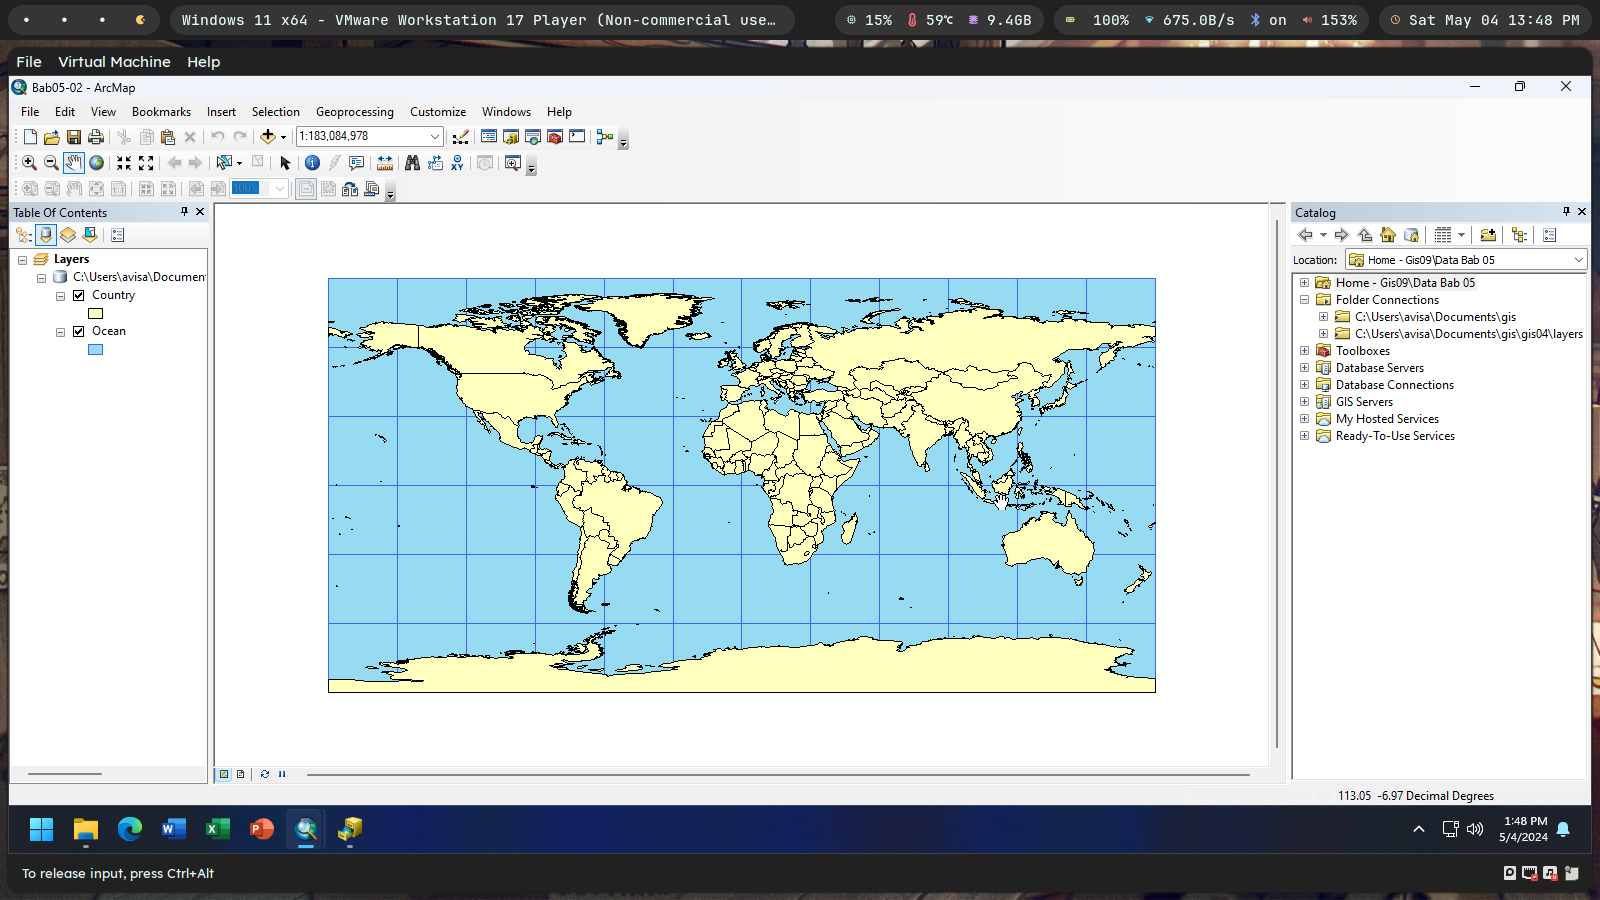 Windows 11 x64 - VMware Workstation 17 Player (Non-commercial use…
15%
59℃
9.4GB
100%
675.0B/s
on
153%
Sat May 04 13:48 PM
File Virtual Machine Help
Bab05-02 - ArcMap
File Edit View Bookmarks Insert Selection Geoprocessing Customize Windows Help
1:183,084,978
100%
Table Of Contents
Layers
C:\Users\avisa\Documen
Country
Ocean
Catalog
Location: Home - Gis09\Data Bab 05
Home - Gis09\Data Bab 05
Folder Connections
C:\Users\avisa\Documents\gis
C:\Users\avisa\Documents\gis\gis04\layers
Toolboxes
Database Servers
Database Connections
GIS Servers
My Hosted Services
Ready-To-Use Services
113.05 -6.97 Decimal Degrees
1:48 PM
5/4/2024
To release input, press Ctrl+Alt